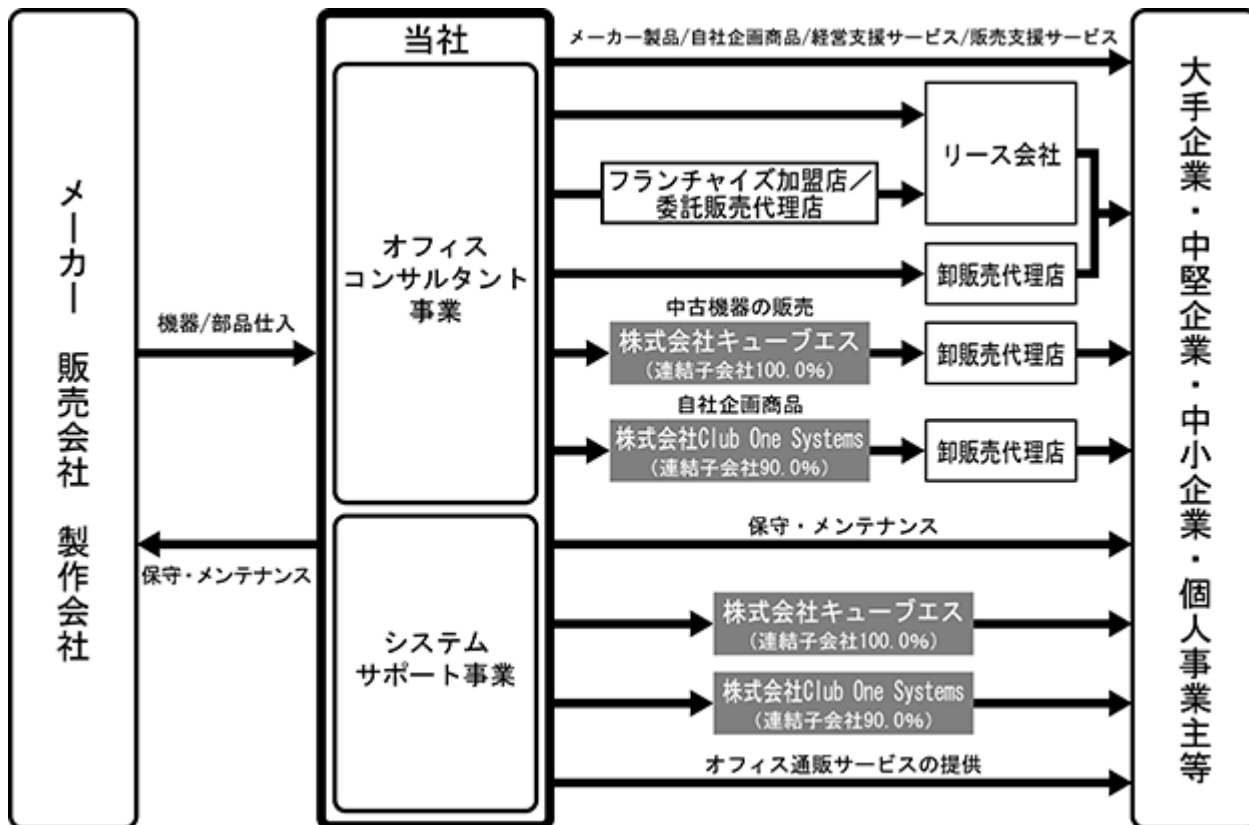 メーカー 販売会社 製作会社
機器/部品仕入
保守・メンテナンス
当社
オフィス
コンサルタント
事業
システム
サポート事業
メーカー製品/自社企画商品/経営支援サービス/販売支援サービス
リース会社
フランチャイズ加盟店／
委託販売代理店
卸販売代理店
中古機器の販売
株式会社キューブエス
（連結子会社100.0%）
卸販売代理店
自社企画商品
株式会社Club One Systems
（連結子会社90.0%）
卸販売代理店
保守・メンテナンス
株式会社キューブエス
（連結子会社100.0%）
株式会社Club One Systems
（連結子会社90.0%）
オフィス通販サービスの提供
大手企業・中堅企業・中小企業・個人事業主等